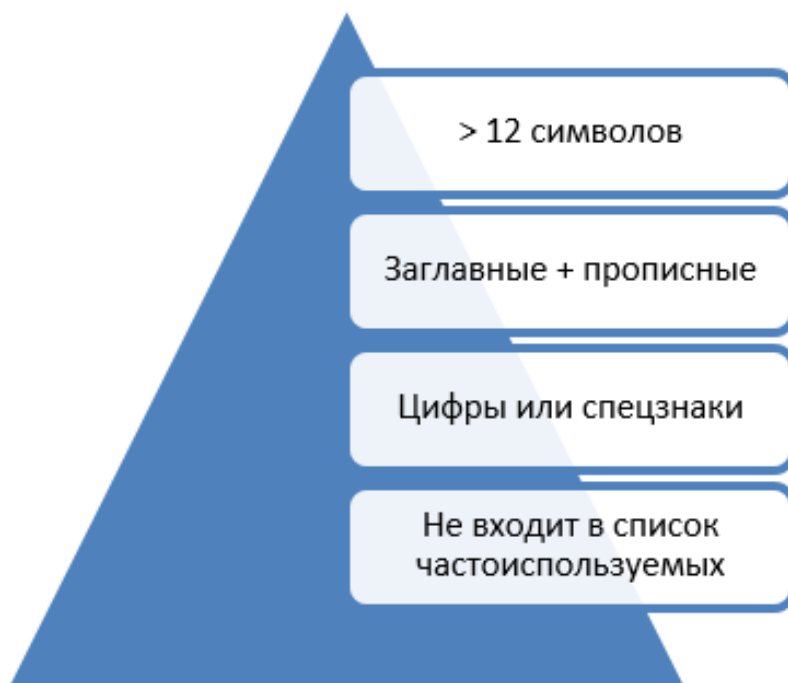 > 12 символов
Заглавные + прописные
Цифры или спецзнаки
Не входит в список
частоиспользуемых